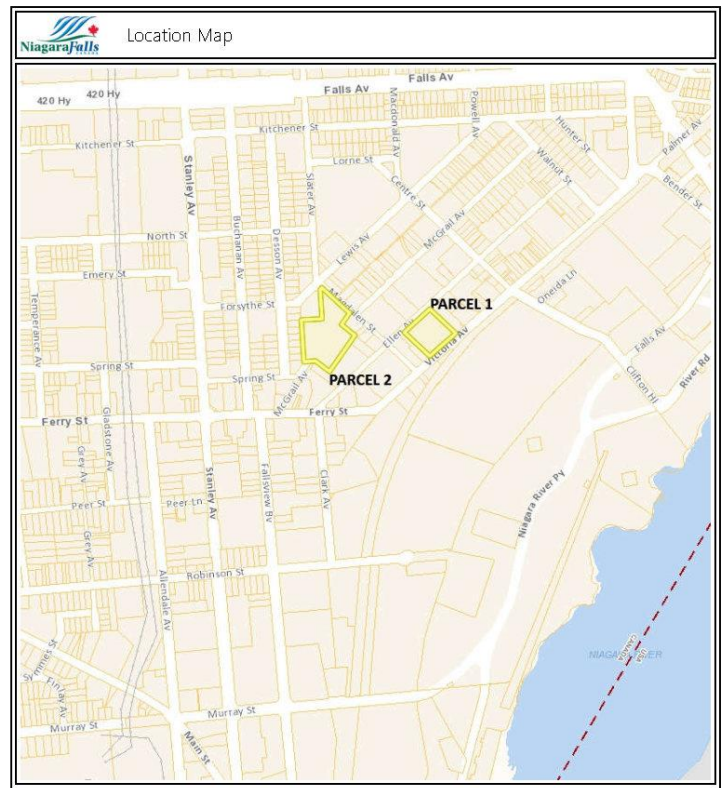 Niagara Falls
CANADA
Location Map
Falls Av
Falls Av
420 Hy
420 Hy
Kitchener St
Kitchener St
Macdonald Av
Powell Av
Hunter St
Palmer Av
Walnut St
Bender St
Lorne St
Stanley Av
Slater Av
Centre St
Buchanan Av
Desson Av
North St
Lewis Av
McGrail Av
Emery St
Temperance Av
Forsythe St
Magdalen St
Oneida Ln
PARCEL 1
Ellen Av
Victoria Av
Falls Av
River Rd
Clifton Hl
Spring St
Spring St
PARCEL 2
McGrail Av
Ferry St
Ferry St
Gladstone Av
Grey Av
Stanley Av
Fallsview Bv
Clark Av
Niagara River Py
Peer St
Peer Ln
Grey Av
Robinson St
Allendale Av
Symmes St
Finlay Av
NIAGARA RIVER
USA
CANADA
Murray St
Murray St
Main St